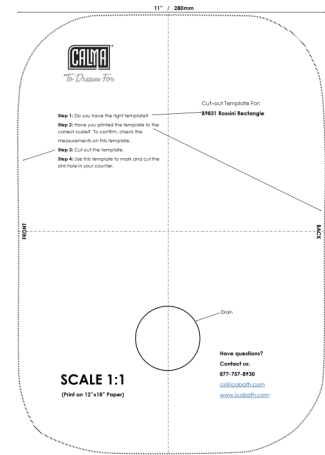 11" / 280mm
CALMA
To Dream For
Cut-out Template For:
B9831 Rossini Rectangle
Step 1: Do you have the right template?
Step 2: Have you printed the template to the
correct scale? To confirm, check the
measurements on this template.
Step 3: Cut out the template.
Step 4: Use this template to mark and cut the
sink hole in your counter.
FRONT
BACK
Drain
Have questions?
Contact us:
877-757-8930
cs@icobath.com
www.icobath.com
SCALE 1:1
(Print on 12"x18" Paper)